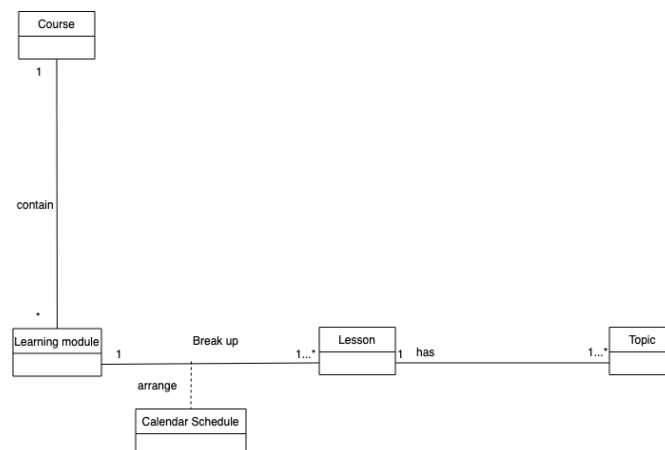 Course
1
contain
*
Learning module
1
Break up
1...*
Lesson
1
has
1...*
Topic
arrange
Calendar Schedule